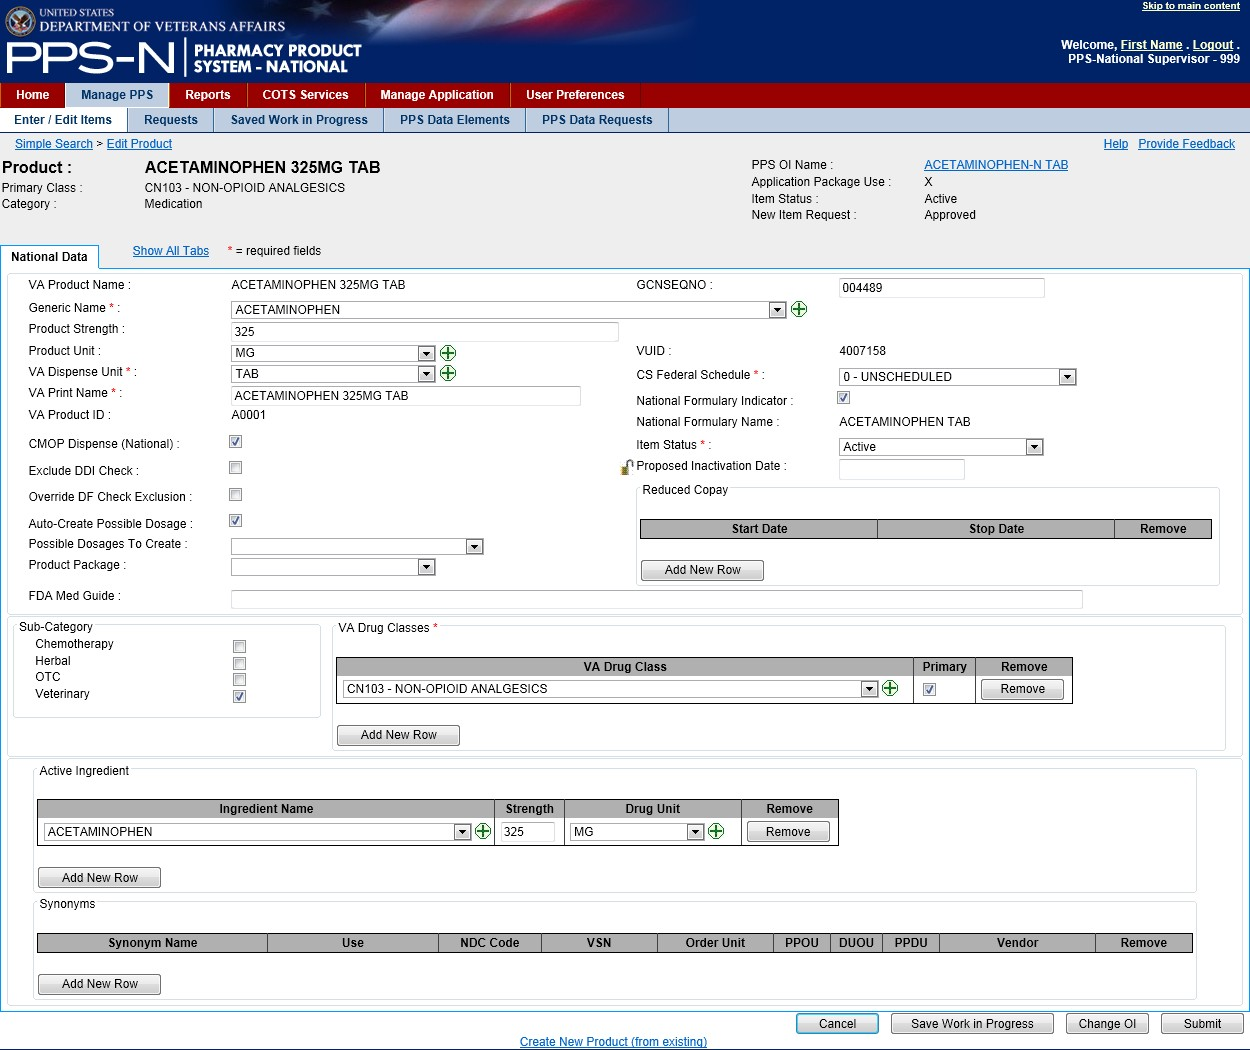 Skip to main content
UNITED STATES
DEPARTMENT OF VETERANS AFFAIRS
PPS-N PHARMACY PRODUCT
SYSTEM - NATIONAL
Welcome, First Name . Logout .
PPS-National Supervisor - 999
Home Manage PPS Reports COTS Services Manage Application User Preferences
Enter / Edit Items Requests Saved Work in Progress PPS Data Elements PPS Data Requests
Simple Search > Edit Product Help Provide Feedback
Product : ACETAMINOPHEN 325MG TAB
Primary Class : CN103 - NON-OPIOID ANALGESICS
Category : Medication
PPS OI Name : ACETAMINOPHEN-N TAB
Application Package Use : X
Item Status : Active
New Item Request : Approved
National Data Show All Tabs * = required fields
VA Product Name : ACETAMINOPHEN 325MG TAB
Generic Name * : ACETAMINOPHEN
Product Strength : 325
Product Unit : MG
VA Dispense Unit * : TAB
VA Print Name * : ACETAMINOPHEN 325MG TAB
VA Product ID : A0001
CMOP Dispense (National) :
Exclude DDI Check :
Override DF Check Exclusion :
Auto-Create Possible Dosage :
Possible Dosages To Create :
Product Package :
FDA Med Guide :
GCNSEQNO : 004489
VUID : 4007158
CS Federal Schedule * : 0 - UNSCHEDULED
National Formulary Indicator :
National Formulary Name : ACETAMINOPHEN TAB
Item Status * : Active
Proposed Inactivation Date :
Reduced Copay
Start Date Stop Date Remove
Add New Row
Sub-Category
Chemotherapy
Herbal
OTC
Veterinary
VA Drug Classes *
VA Drug Class Primary Remove
CN103 - NON-OPIOID ANALGESICS Remove
Add New Row
Active Ingredient
Ingredient Name Strength Drug Unit Remove
ACETAMINOPHEN 325 MG Remove
Add New Row
Synonyms
Synonym Name Use NDC Code VSN Order Unit PPOU DUOU PPDU Vendor Remove
Add New Row
Cancel Save Work in Progress Change OI Submit
Create New Product (from existing)